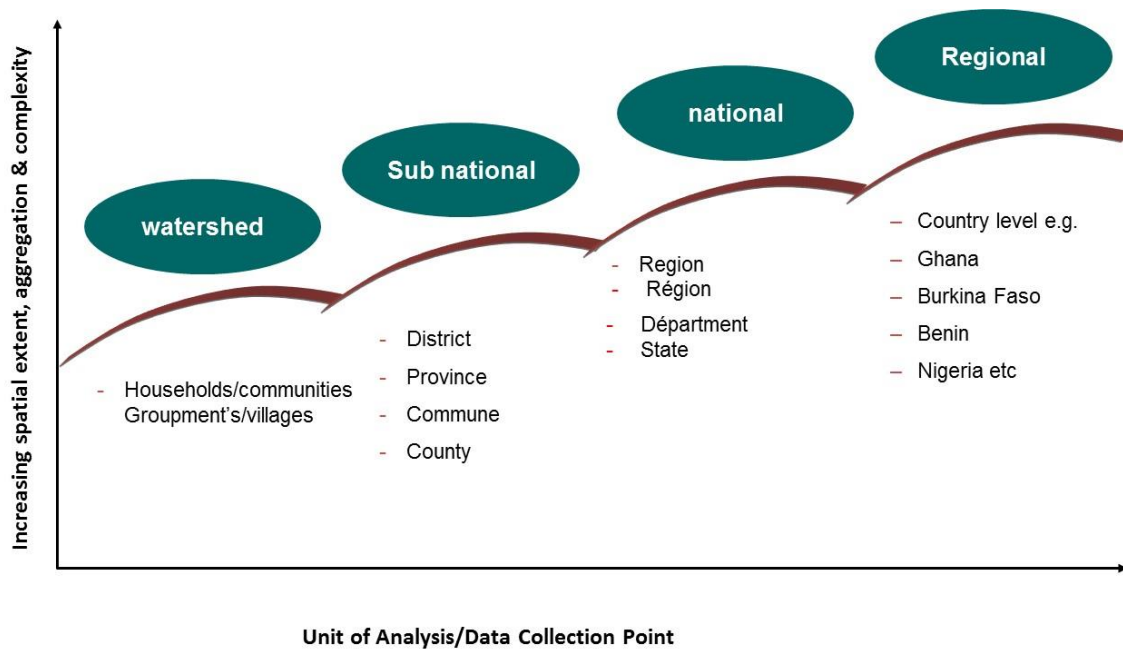 Increasing spatial extent, aggregation & complexity
watershed
- Households/communities
Groupment's/villages
Sub national
- District
- Province
- Commune
- County
national
- Region
- Région
- Départment
- State
Regional
– Country level e.g.
– Ghana
– Burkina Faso
– Benin
– Nigeria etc
Unit of Analysis/Data Collection Point